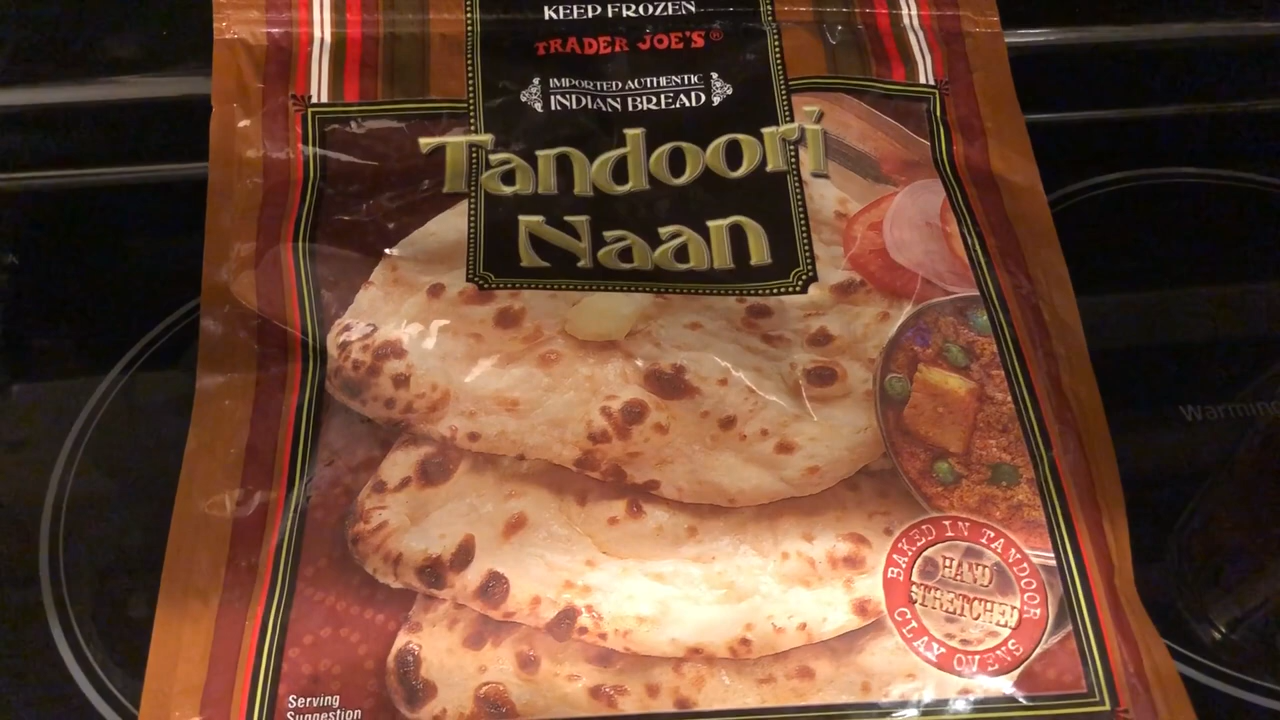 KEEP FROZEN
TRADER JOE'S®
IMPORTED AUTHENTIC
INDIAN BREAD
Tandoori
Naan
BAKED IN TANDOOR
HAND
STRETCHED
CLAY OVENS
Serving
Suggestion
Warming